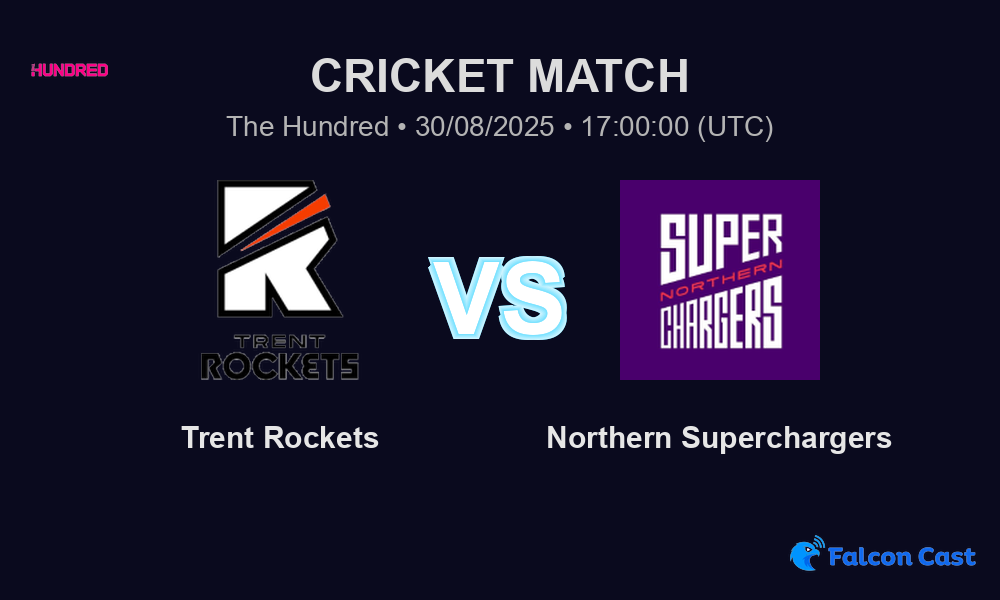 HUNDRED
CRICKET MATCH
The Hundred • 30/08/2025 • 17:00:00 (UTC)
TRENT
ROCKETS
VS
SUPER
NORTHERN
CHARGERS
Trent Rockets
Northern Superchargers
Falcon Cast